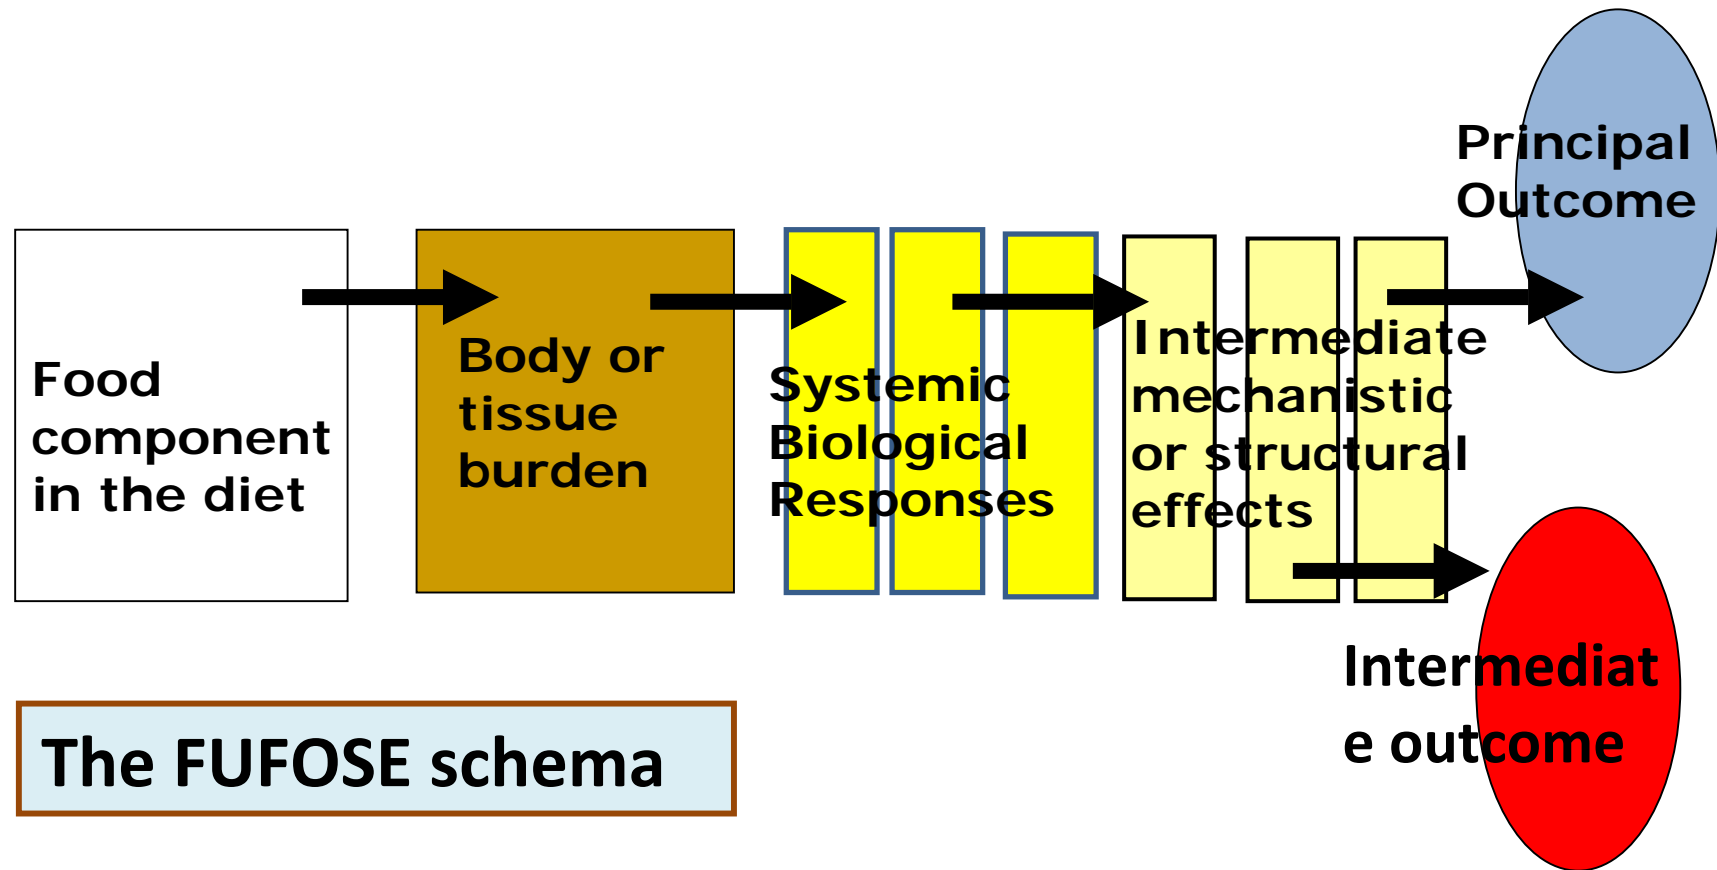 Food
component
in the diet
Body or
tissue
burden
Systemic
Biological
Responses
Intermediate
mechanistic
or structural
effects
Principal
Outcome
Intermediat
e outcome
The FUFOSE schema